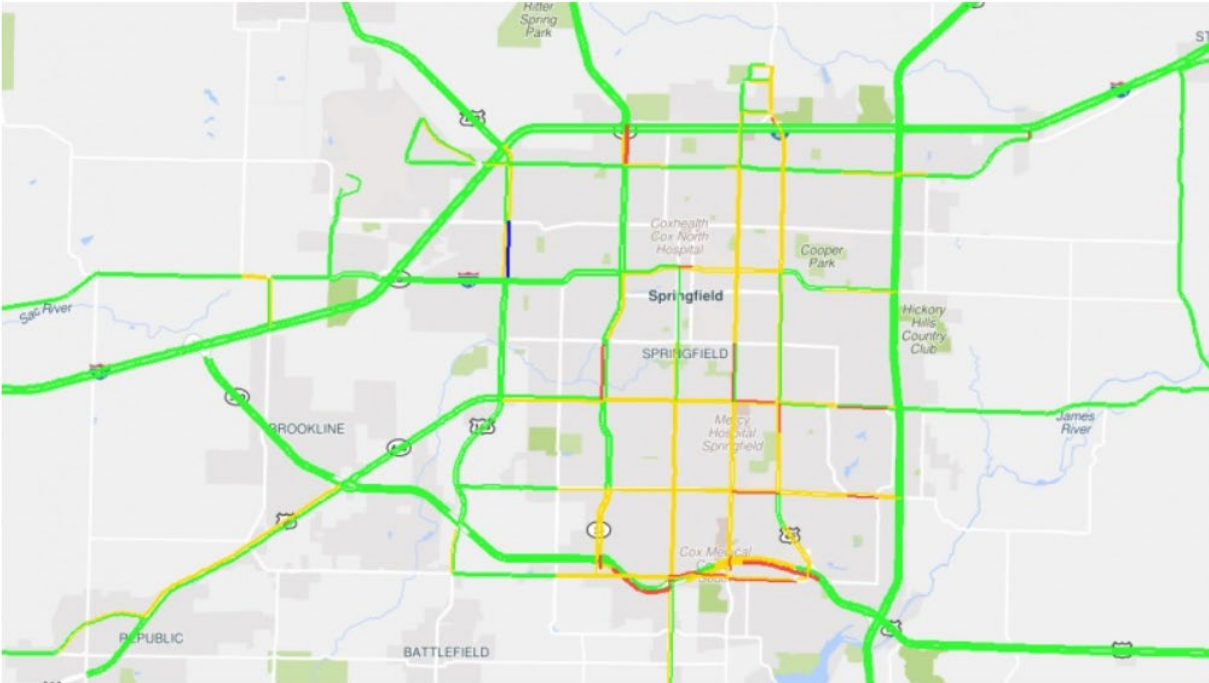 Ritter
Spring
Park
ST
Coxhealth
Cox North
Hospital
Cooper
Park
Springfield
Sac River
Hickory
Hills
Country
Club
SPRINGFIELD
BROOKLINE
Mercy
Hospital
Springfield
James
River
Cox Medical
REPUBLIC
BATTLEFIELD